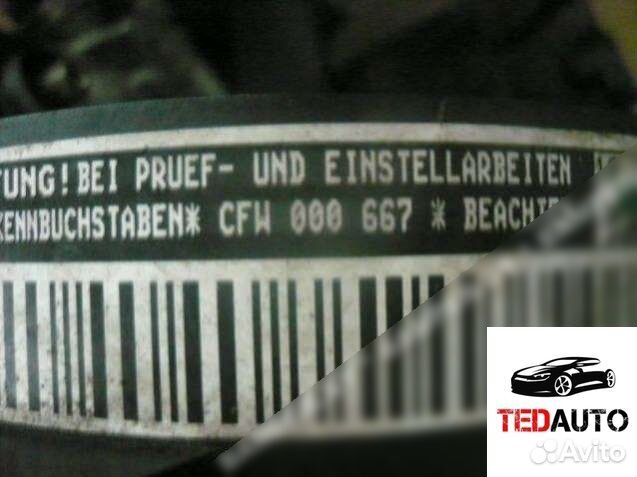 TUNG! BEI PRUEF- UND EINSTELLARBEITEN
KENNBUCHSTABEN* CFW 000 667 * BEACHTE
TEDAUTO
Avito